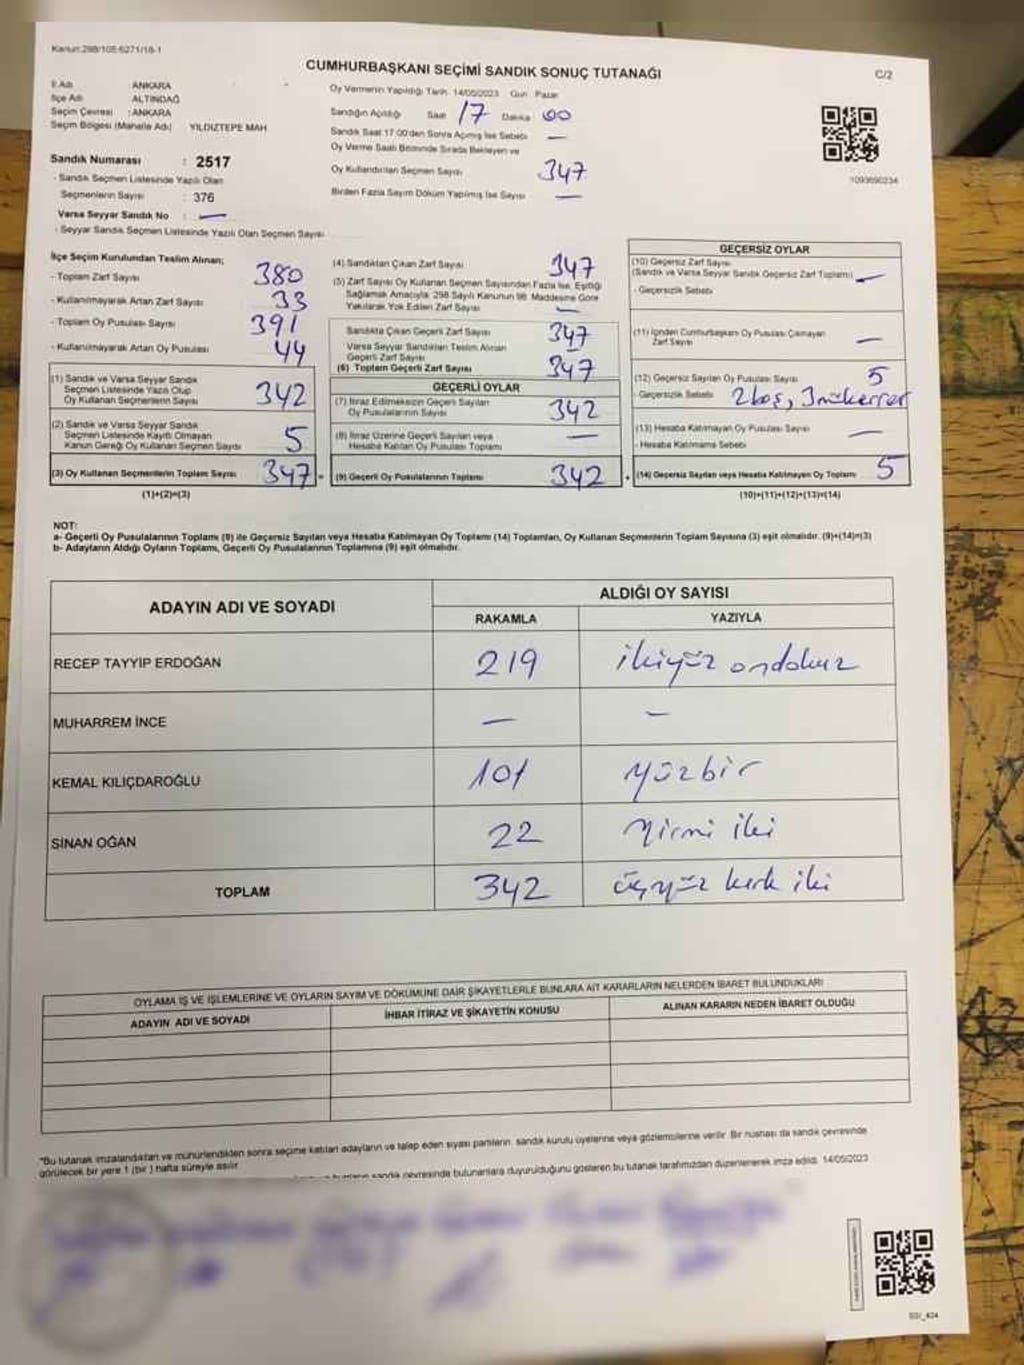 Kanun:298/105:6271/18-1
CUMHURBAŞKANI SEÇİMİ SANDIK SONUÇ TUTANAĞI
C/2
İl Adı : ANKARA
İlçe Adı : ALTINDAĞ
Seçim Çevresi : ANKARA
Seçim Bölgesi (Mahalle Adı) YILDIZTEPE MAH
Sandık Numarası : 2517
- Sandık Seçmen Listesinde Yazılı Olan
Seçmenlerin Sayısı : 376
Varsa Seyyar Sandık No : —
- Seyyar Sandık Seçmen Listesinde Yazılı Olan Seçmen Sayısı
Oy Vermenin Yapıldığı Tarih: 14/05/2023 Gün: Pazar
Sandığın Açıldığı Saat 17 Dakika 00
Sandık Saat 17:00'den Sonra Açılmış İse Sebebi —
Oy Verme Saati Bitiminde Sırada Bekleyen ve
Oy Kullandırılan Seçmen Sayısı 347
Birden Fazla Sayım Döküm Yapılmış İse Sayısı —
1093690234
İlçe Seçim Kurulundan Teslim Alınan;
- Toplam Zarf Sayısı 380
- Kullanılmayarak Artan Zarf Sayısı 33
- Toplam Oy Pusulası Sayısı 391
- Kullanılmayarak Artan Oy Pusulası 44
(1) Sandık ve Varsa Seyyar Sandık
Seçmen Listesinde Yazılı Olup
Oy Kullanan Seçmenlerin Sayısı 342
(2) Sandık ve Varsa Seyyar Sandık
Seçmen Listesinde Kayıtlı Olmayan
Kanun Gereği Oy Kullanan Seçmen Sayısı 5
(3) Oy Kullanan Seçmenlerin Toplam Sayısı 347 =
(1)+(2)=(3)
(4) Sandıktan Çıkan Zarf Sayısı 347
(5) Zarf Sayısı Oy Kullanan Seçmen Sayısından Fazla İse, Eşitliği
Sağlamak Amacıyla; 298 Sayılı Kanunun 98. Maddesine Göre
Yakılarak Yok Edilen Zarf Sayısı —
Sandıkta Çıkan Geçerli Zarf Sayısı 347
Varsa Seyyar Sandıktan Teslim Alınan
Geçerli Zarf Sayısı —
(6) Toplam Geçerli Zarf Sayısı 347
GEÇERLİ OYLAR
(7) İtiraz Edilmeksizin Geçerli Sayılan
Oy Pusulalarının Sayısı 342
(8) İtiraz Üzerine Geçerli Sayılan veya
Hesaba Katılan Oy Pusulası Toplamı —
(9) Geçerli Oy Pusulalarının Toplamı 342 +
GEÇERSİZ OYLAR
(10) Geçersiz Zarf Sayısı
(Sandık ve Varsa Seyyar Sandık Geçersiz Zarf Toplamı) —
- Geçersizlik Sebebi
(11) İçinden Cumhurbaşkanı Oy Pusulası Çıkmayan
Zarf Sayısı —
(12) Geçersiz Sayılan Oy Pusulası Sayısı 5
- Geçersizlik Sebebi 2 boş, 3 mükerrer
(13) Hesaba Katılmayan Oy Pusulası Sayısı —
- Hesaba Katılmama Sebebi
(14) Geçersiz Sayılan veya Hesaba Katılmayan Oy Toplamı 5
(10)+(11)+(12)+(13)=(14)
NOT:
a- Geçerli Oy Pusulalarının Toplamı (9) ile Geçersiz Sayılan veya Hesaba Katılmayan Oy Toplamı (14) Toplamları, Oy Kullanan Seçmenlerin Toplam Sayısına (3) eşit olmalıdır. (9)+(14)=(3)
b- Adayların Aldığı Oyların Toplamı, Geçerli Oy Pusulalarının Toplamına (9) eşit olmalıdır.
ADAYIN ADI VE SOYADI
ALDIĞI OY SAYISI
RAKAMLA YAZIYLA
RECEP TAYYİP ERDOĞAN 219 ikiyüz ondokuz
MUHARREM İNCE — —
KEMAL KILIÇDAROĞLU 101 yüzbir
SİNAN OĞAN 22 yirmi iki
TOPLAM 342 üçyüz kırk iki
OYLAMA İŞ VE İŞLEMLERİNE VE OYLARIN SAYIM VE DÖKÜMÜNE DAİR ŞİKAYETLERLE BUNLARA AİT KARARLARIN NELERDEN İBARET BULUNDUKLARI
ADAYIN ADI VE SOYADI İHBAR İTİRAZ VE ŞİKAYETİN KONUSU ALINAN KARARIN NEDEN İBARET OLDUĞU
"Bu tutanak imzalandıktan ve mühürlendikten sonra seçime katılan adayların ve talep eden siyasi partilerin, sandık kurulu üyelerine veya gözlemcilerine verilir. Bir nüshası da sandık çevresinde
görülecek bir yere 1 (bir) hafta süreyle asılır.
sandık çevresinde bulunanlara duyurulduğunu gösteren bu tutanak tarafımızdan düzenlenerek imza edildi. 14/05/2023